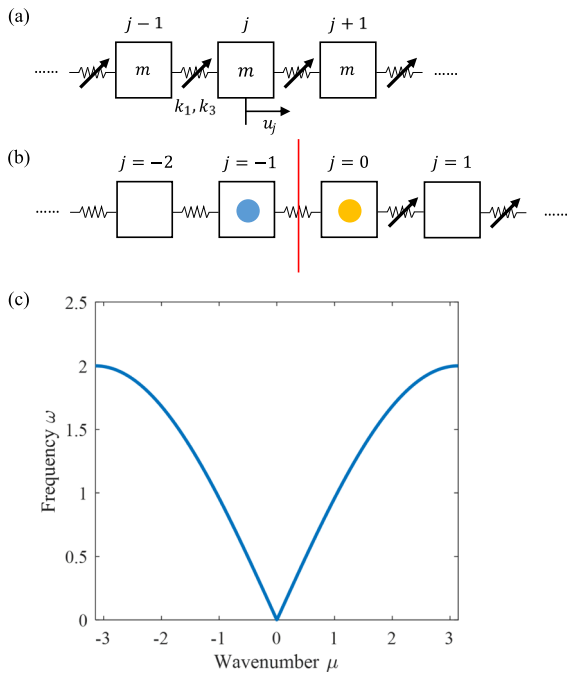 (a)
j − 1 j j + 1
...... m m m ......
k₁, k₃
uⱼ
(b)
j = −2 j = −1 j = 0 j = 1
...... ......
(c)
2.5
2
1.5
1
0.5
0
Frequency ω
-3 -2 -1 0 1 2 3
Wavenumber μ